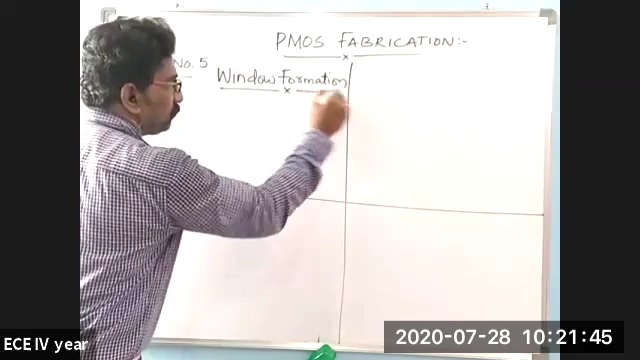 PMOS FABRICATION:-
No. 5
Window Formation
ECE IV year
2020-07-28 10:21:45